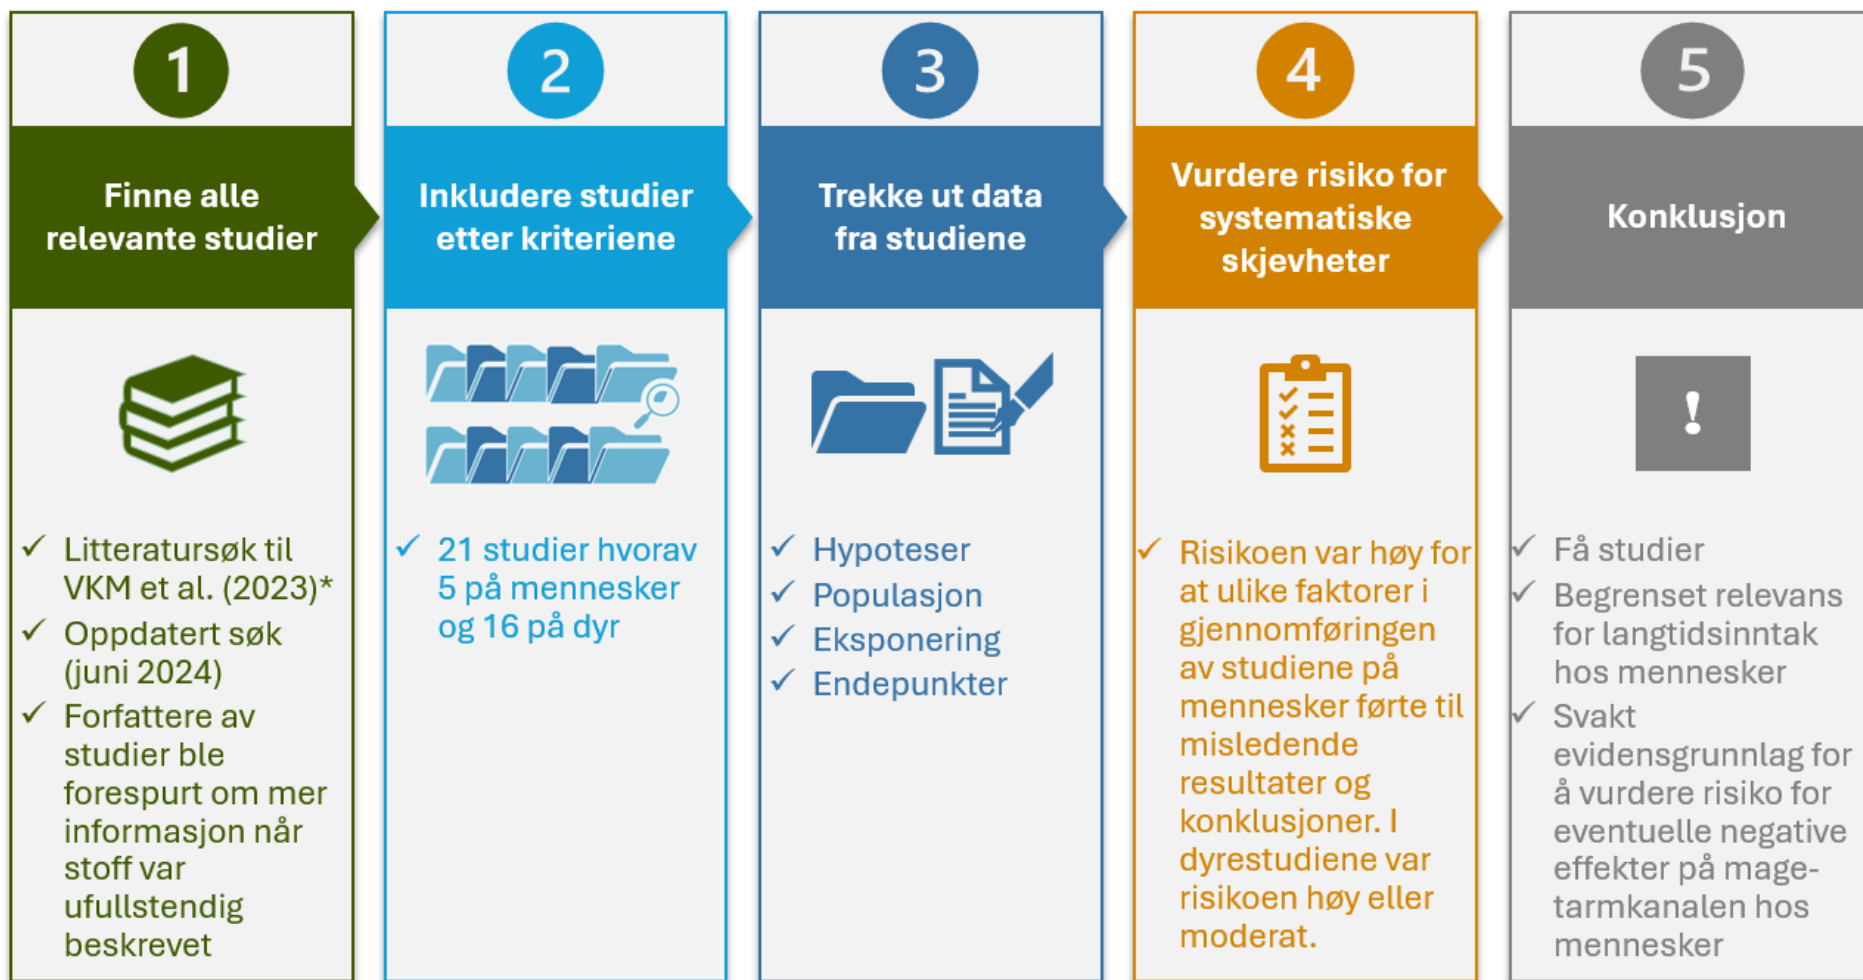 1
Finne alle
relevante studier
✓ Litteratursøk til
VKM et al. (2023)*
✓ Oppdatert søk
(juni 2024)
✓ Forfattere av
studier ble
forespurt om mer
informasjon når
stoff var
ufullstendig
beskrevet
2
Inkludere studier
etter kriteriene
✓ 21 studier hvorav
5 på mennesker
og 16 på dyr
3
Trekke ut data
fra studiene
✓ Hypoteser
✓ Populasjon
✓ Eksponering
✓ Endepunkter
4
Vurdere risiko for
systematiske
skjevheter
✓ Risikoen var høy for
at ulike faktorer i
gjennomføringen
av studiene på
mennesker førte til
misledende
resultater og
konklusjoner. I
dyrestudiene var
risikoen høy eller
moderat.
5
Konklusjon
!
✓ Få studier
✓ Begrenset relevans
for langtidsinntak
hos mennesker
✓ Svakt
evidensgrunnlag for
å vurdere risiko for
eventuelle negative
effekter på mage-
tarmkanalen hos
mennesker